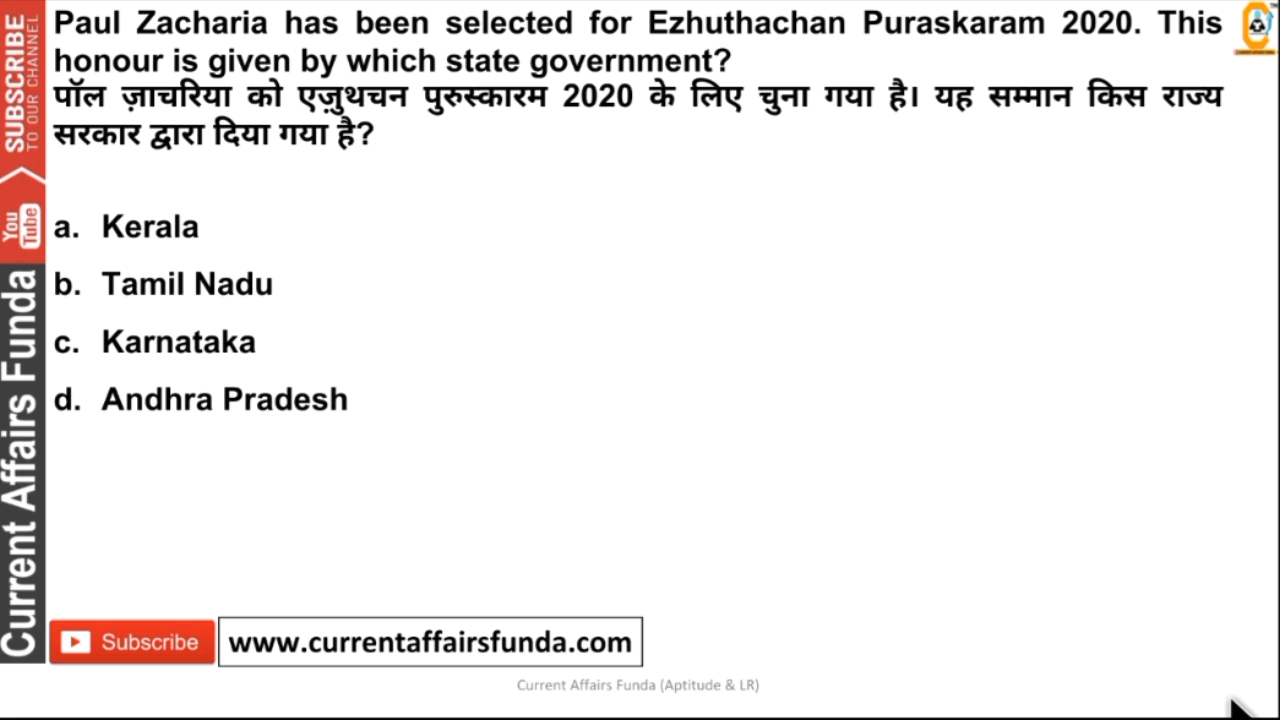 Paul Zacharia has been selected for Ezhuthachan Puraskaram 2020. This
honour is given by which state government?
पॉल ज़ाचरिया को एज़ुथचन पुरुस्कारम 2020 के लिए चुना गया है। यह सम्मान किस राज्य
सरकार द्वारा दिया गया है?
a. Kerala
b. Tamil Nadu
c. Karnataka
d. Andhra Pradesh
SUBSCRIBE
TO OUR CHANNEL
You
Tube
Current Affairs Funda
Subscribe
www.currentaffairsfunda.com
Current Affairs Funda (Aptitude & LR)